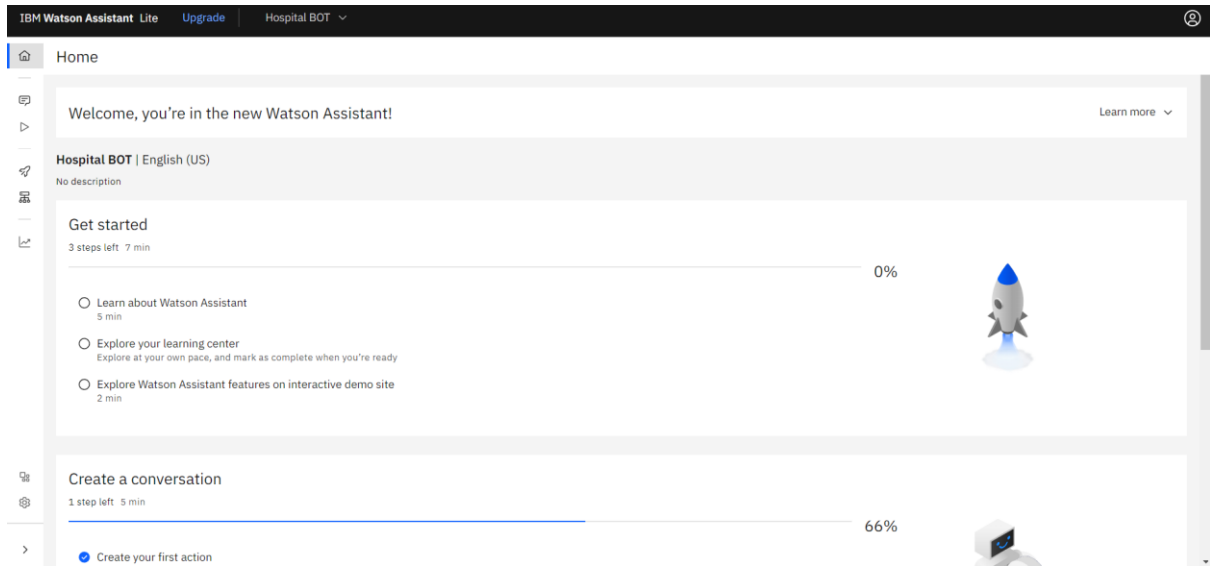 IBM Watson Assistant Lite Upgrade Hospital BOT
Home
Welcome, you're in the new Watson Assistant!
Learn more
Hospital BOT | English (US)
No description
Get started
3 steps left 7 min
0%
Learn about Watson Assistant
5 min
Explore your learning center
Explore at your own pace, and mark as complete when you're ready
Explore Watson Assistant features on interactive demo site
2 min
Create a conversation
1 step left 5 min
66%
Create your first action